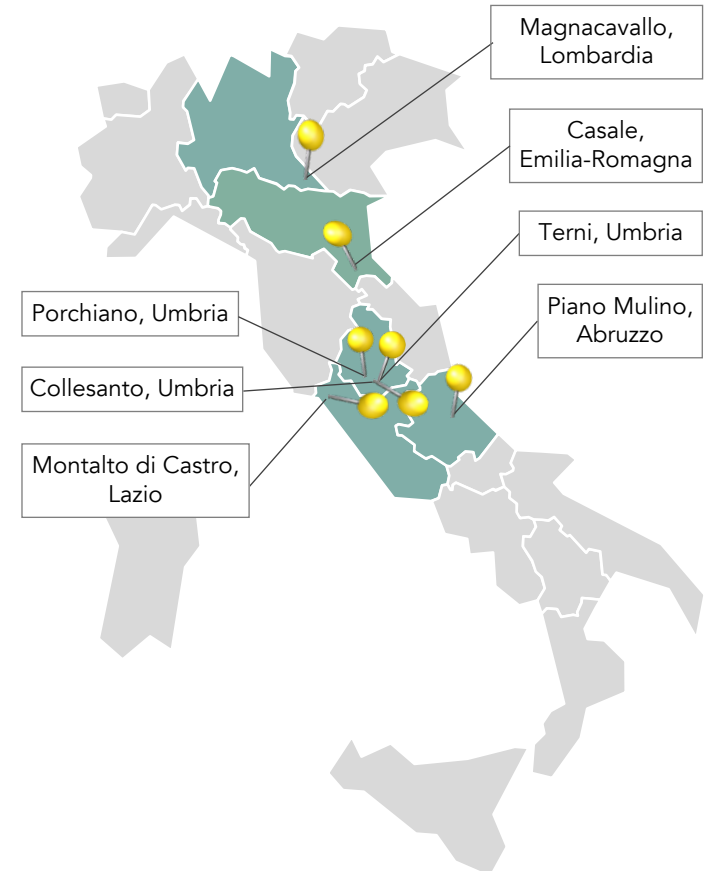 Magnacavallo,
Lombardia
Casale,
Emilia-Romagna
Terni, Umbria
Porchiano, Umbria
Piano Mulino,
Abruzzo
Collesanto, Umbria
Montalto di Castro,
Lazio